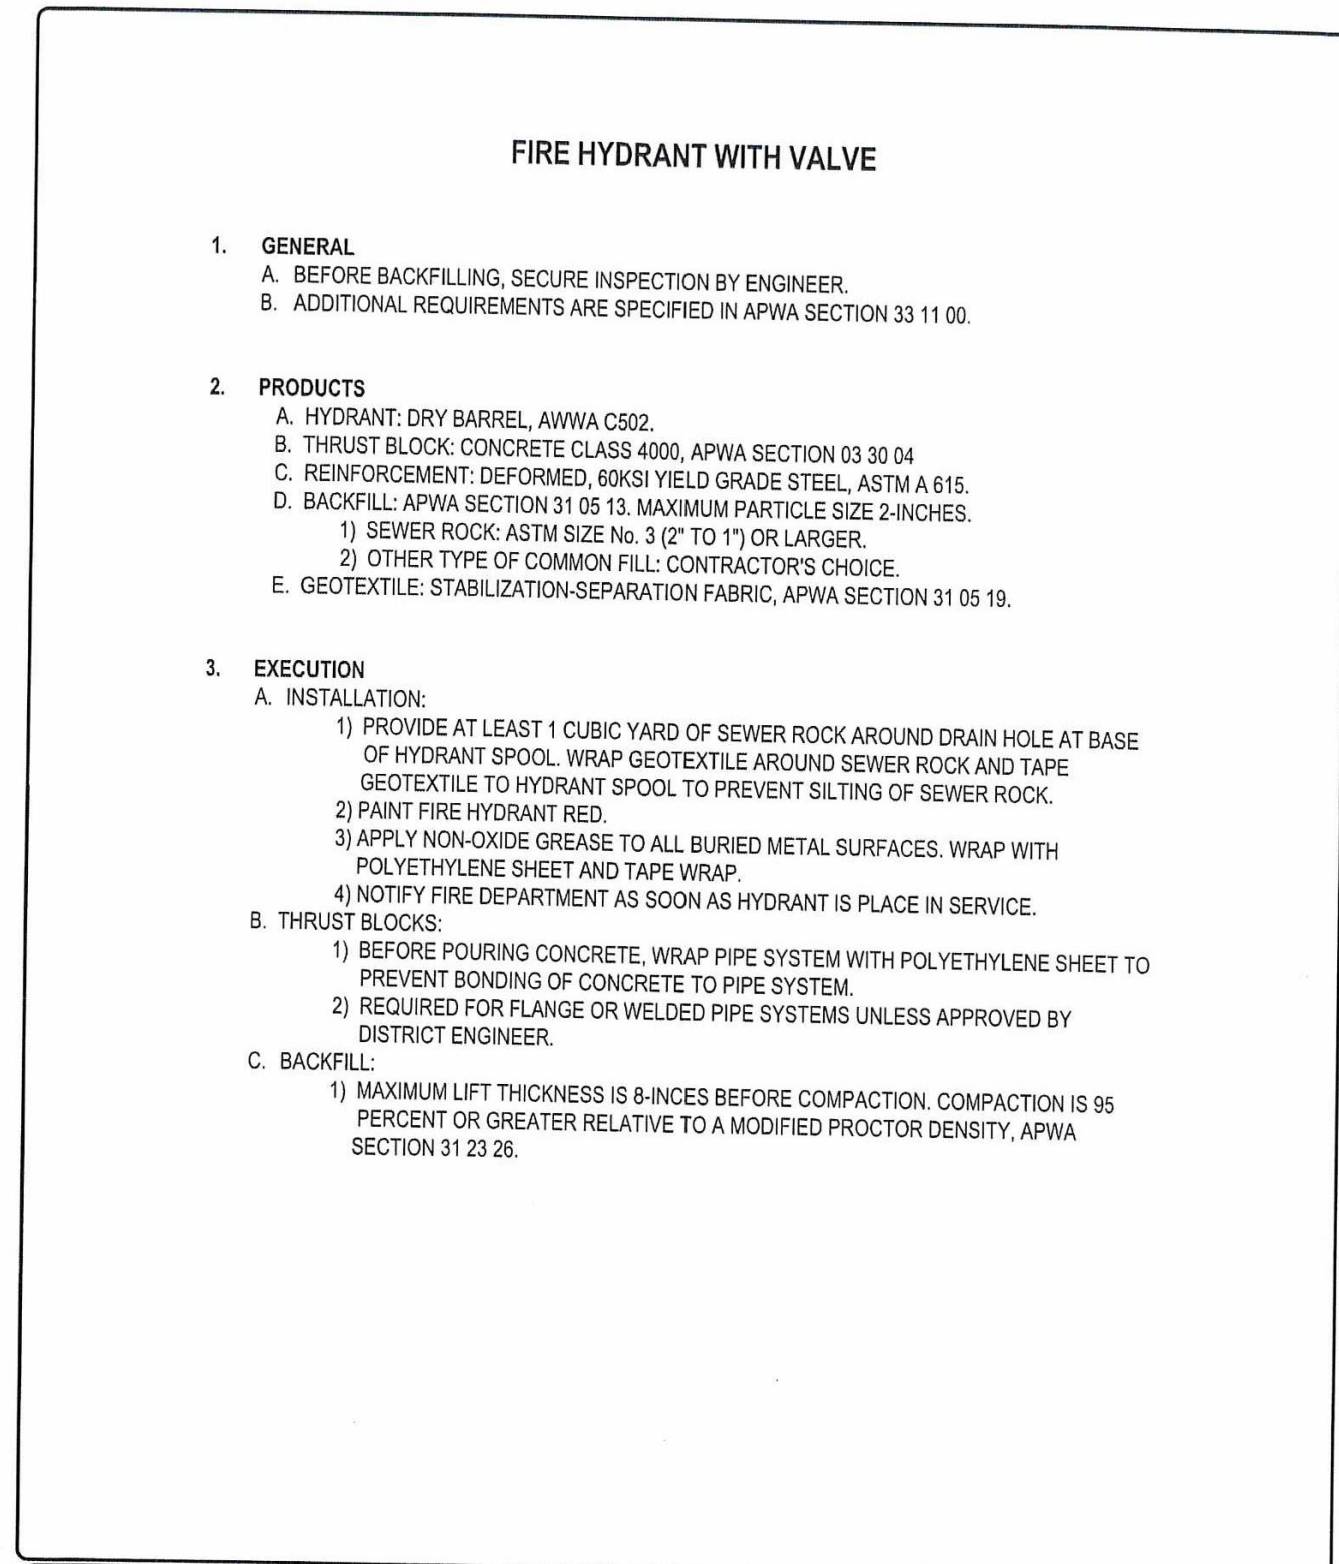 FIRE HYDRANT WITH VALVE
1. GENERAL
A. BEFORE BACKFILLING, SECURE INSPECTION BY ENGINEER.
B. ADDITIONAL REQUIREMENTS ARE SPECIFIED IN APWA SECTION 33 11 00.
2. PRODUCTS
A. HYDRANT: DRY BARREL, AWWA C502.
B. THRUST BLOCK: CONCRETE CLASS 4000, APWA SECTION 03 30 04
C. REINFORCEMENT: DEFORMED, 60KSI YIELD GRADE STEEL, ASTM A 615.
D. BACKFILL: APWA SECTION 31 05 13. MAXIMUM PARTICLE SIZE 2-INCHES.
1) SEWER ROCK: ASTM SIZE No. 3 (2" TO 1") OR LARGER.
2) OTHER TYPE OF COMMON FILL: CONTRACTOR'S CHOICE.
E. GEOTEXTILE: STABILIZATION-SEPARATION FABRIC, APWA SECTION 31 05 19.
3. EXECUTION
A. INSTALLATION:
1) PROVIDE AT LEAST 1 CUBIC YARD OF SEWER ROCK AROUND DRAIN HOLE AT BASE
OF HYDRANT SPOOL. WRAP GEOTEXTILE AROUND SEWER ROCK AND TAPE
GEOTEXTILE TO HYDRANT SPOOL TO PREVENT SILTING OF SEWER ROCK.
2) PAINT FIRE HYDRANT RED.
3) APPLY NON-OXIDE GREASE TO ALL BURIED METAL SURFACES. WRAP WITH
POLYETHYLENE SHEET AND TAPE WRAP.
4) NOTIFY FIRE DEPARTMENT AS SOON AS HYDRANT IS PLACE IN SERVICE.
B. THRUST BLOCKS:
1) BEFORE POURING CONCRETE, WRAP PIPE SYSTEM WITH POLYETHYLENE SHEET TO
PREVENT BONDING OF CONCRETE TO PIPE SYSTEM.
2) REQUIRED FOR FLANGE OR WELDED PIPE SYSTEMS UNLESS APPROVED BY
DISTRICT ENGINEER.
C. BACKFILL:
1) MAXIMUM LIFT THICKNESS IS 8-INCES BEFORE COMPACTION. COMPACTION IS 95
PERCENT OR GREATER RELATIVE TO A MODIFIED PROCTOR DENSITY, APWA
SECTION 31 23 26.